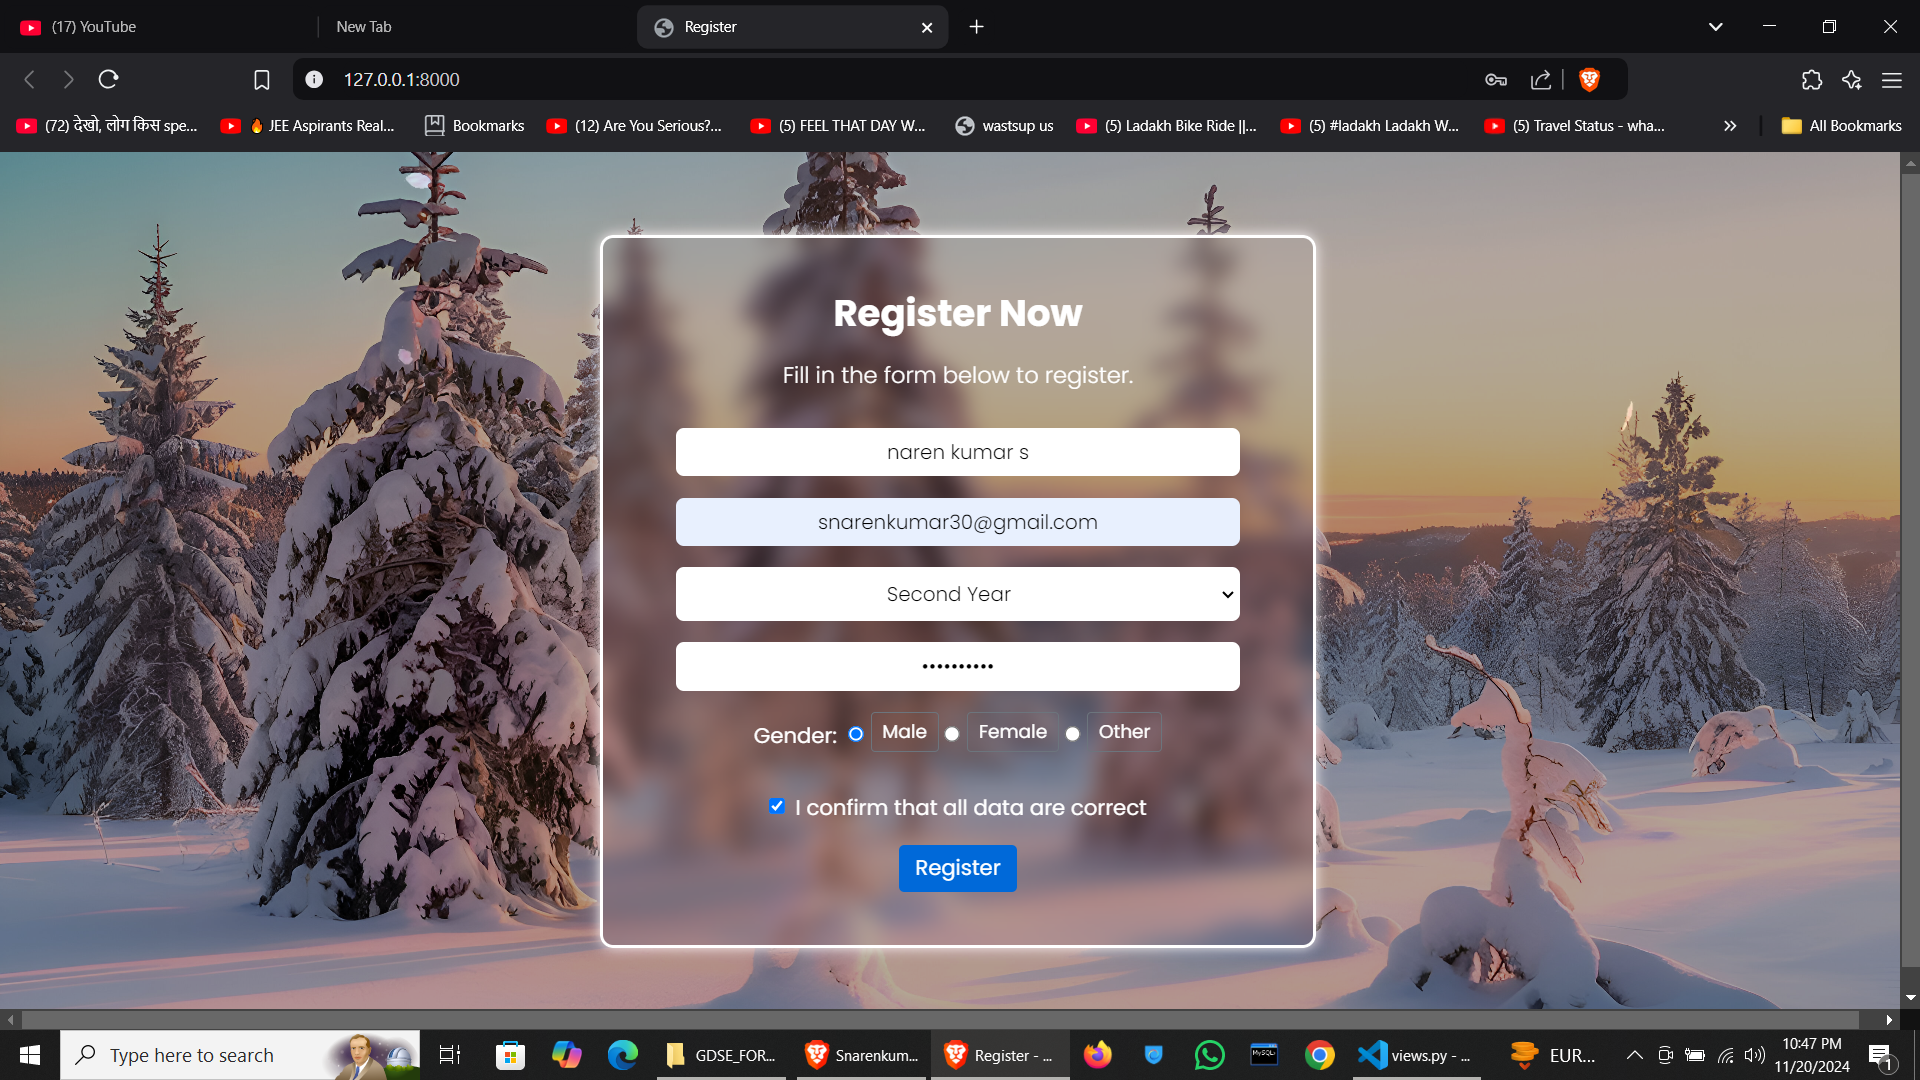 (17) YouTube
New Tab
Register
127.0.0.1:8000
(72) देखो, लोग किस spe...
🔥 JEE Aspirants Real...
Bookmarks
(12) Are You Serious?...
(5) FEEL THAT DAY W...
wastsup us
(5) Ladakh Bike Ride ||...
(5) #ladakh Ladakh W...
(5) Travel Status - wha...
All Bookmarks
Register Now
Fill in the form below to register.
naren kumar s
snarenkumar30@gmail.com
Second Year
Gender: Male Female Other
I confirm that all data are correct
Register
Type here to search
GDSE_FOR...
Snarenkum...
Register - ...
MySQL
views.py - ...
EUR...
10:47 PM
11/20/2024
1